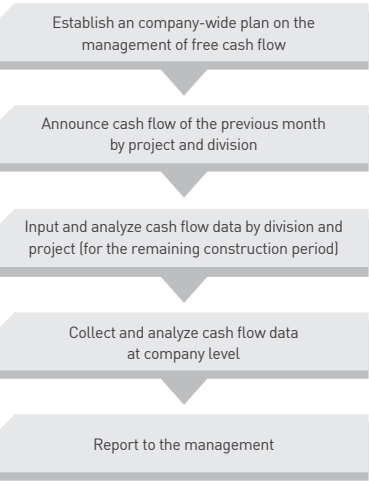 Establish an company-wide plan on the
management of free cash flow
Announce cash flow of the previous month
by project and division
Input and analyze cash flow data by division and
project (for the remaining construction period)
Collect and analyze cash flow data
at company level
Report to the management